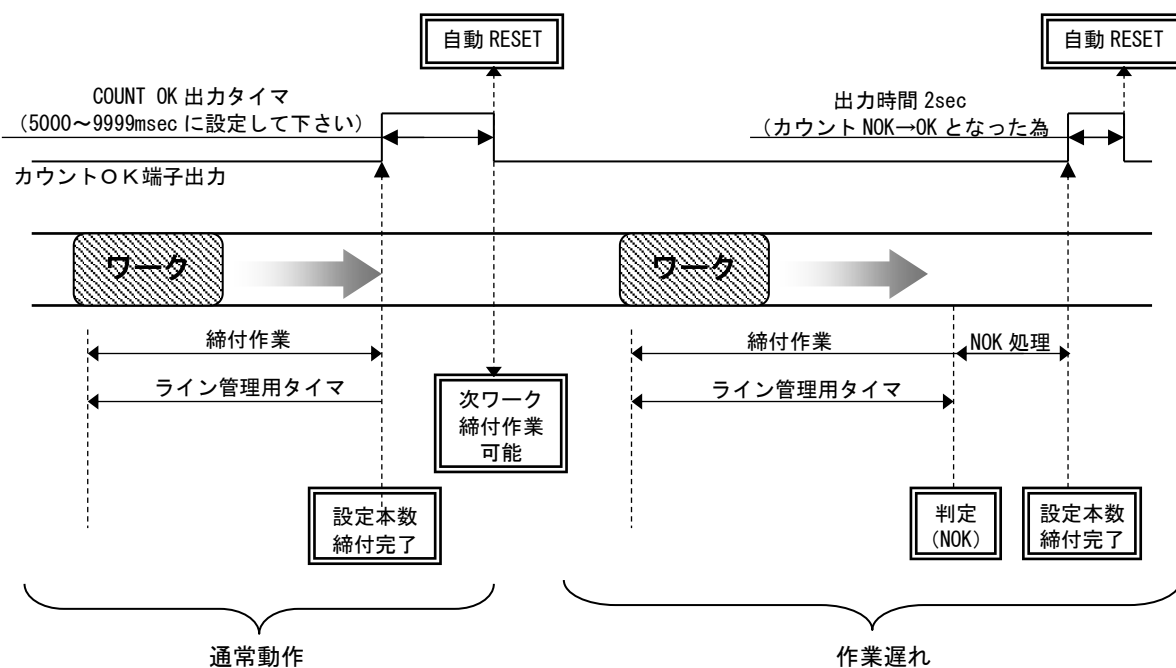 自動 RESET
自動 RESET
COUNT OK 出力タイマ
（5000～9999msec に設定して下さい）
出力時間 2sec
（カウント NOK→OK となった為
カウントＯＫ端子出力
ワーク
ワーク
締付作業
締付作業
NOK 処理
ライン管理用タイマ
ライン管理用タイマ
次ワーク
締付作業
可能
設定本数
締付完了
判定
(NOK)
設定本数
締付完了
通常動作
作業遅れ